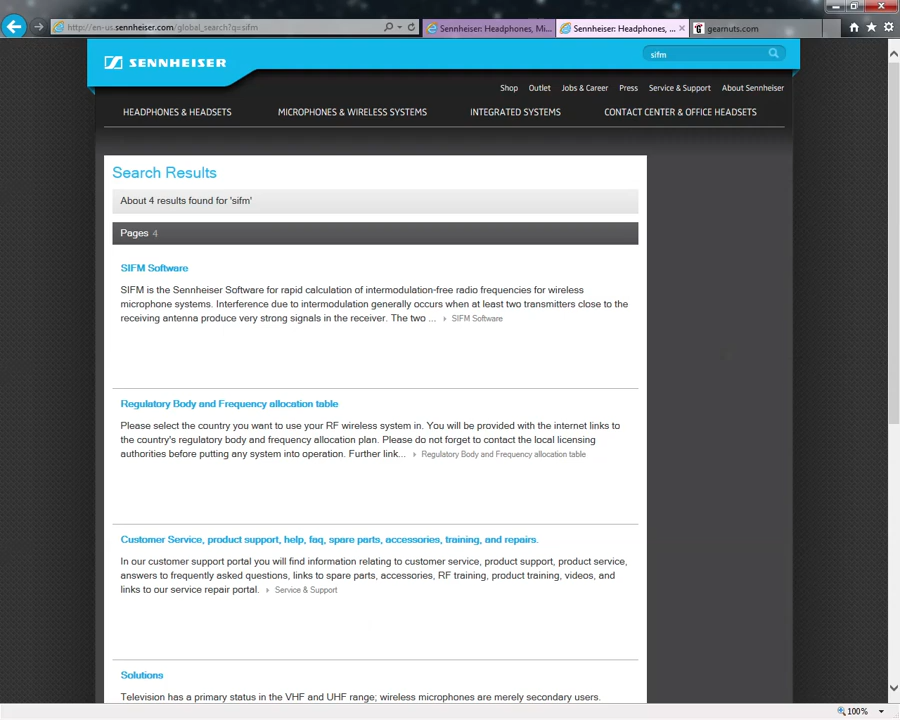 http://en-us.sennheiser.com/global_search?q=sifm
Sennheiser: Headphones, Mi...
Sennheiser: Headphones, ...
gearnuts.com
SENNHEISER
sifm
Shop Outlet Jobs & Career Press Service & Support About Sennheiser
HEADPHONES & HEADSETS MICROPHONES & WIRELESS SYSTEMS INTEGRATED SYSTEMS CONTACT CENTER & OFFICE HEADSETS
Search Results
About 4 results found for 'sifm'
Pages 4
SIFM Software
SIFM is the Sennheiser Software for rapid calculation of intermodulation-free radio frequencies for wireless
microphone systems. Interference due to intermodulation generally occurs when at least two transmitters close to the
receiving antenna produce very strong signals in the receiver. The two ... SIFM Software
Regulatory Body and Frequency allocation table
Please select the country you want to use your RF wireless system in. You will be provided with the internet links to
the country's regulatory body and frequency allocation plan. Please do not forget to contact the local licensing
authorities before putting any system into operation. Further link... Regulatory Body and Frequency allocation table
Customer Service, product support, help, faq, spare parts, accessories, training, and repairs.
In our customer support portal you will find information relating to customer service, product support, product service,
answers to frequently asked questions, links to spare parts, accessories, RF training, product training, videos, and
links to our service repair portal. Service & Support
Solutions
Television has a primary status in the VHF and UHF range; wireless microphones are merely secondary users.
100%